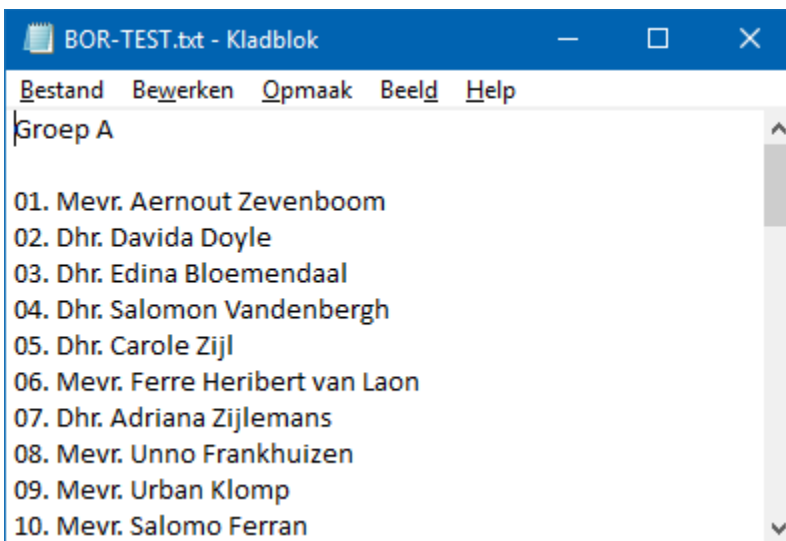 BOR-TEST.txt - Kladblok
Bestand Bewerken Opmaak Beeld Help
Groep A
01. Mevr. Aernout Zevenboom
02. Dhr. Davida Doyle
03. Dhr. Edina Bloemendaal
04. Dhr. Salomon Vandenbergh
05. Dhr. Carole Zijl
06. Mevr. Ferre Heribert van Laon
07. Dhr. Adriana Zijlemans
08. Mevr. Unno Frankhuizen
09. Mevr. Urban Klomp
10. Mevr. Salomo Ferran